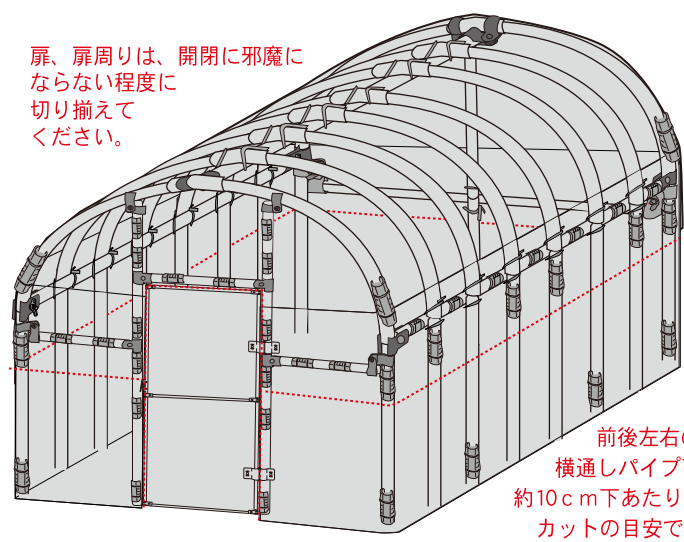 扉、扉周りは、開閉に邪魔に
ならない程度に
切り揃えて
ください。
前後左右の
横通しパイプ
約10ｃｍ下あたり
カットの目安で